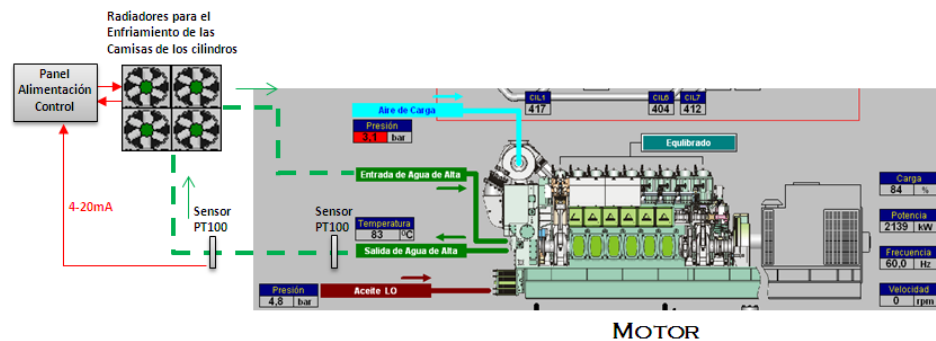 Radiadores para el
Enfriamiento de las
Camisas de los cilindros
Panel
Alimentación
Control
4-20mA
Sensor
PT100
Sensor
PT100
CIL1
417
CIL6
404
CIL7
412
Aire de Carga
Presión
3,1 bar
Equlibrado
Entrada de Agua de Alta
Temperatura
83 ºC
Salida de Agua de Alta
Presión
4,8 bar
Aceite LO
Carga
84 %
Potencia
2139 kW
Frecuencia
60,0 Hz
Velocidad
0 rpm
MOTOR